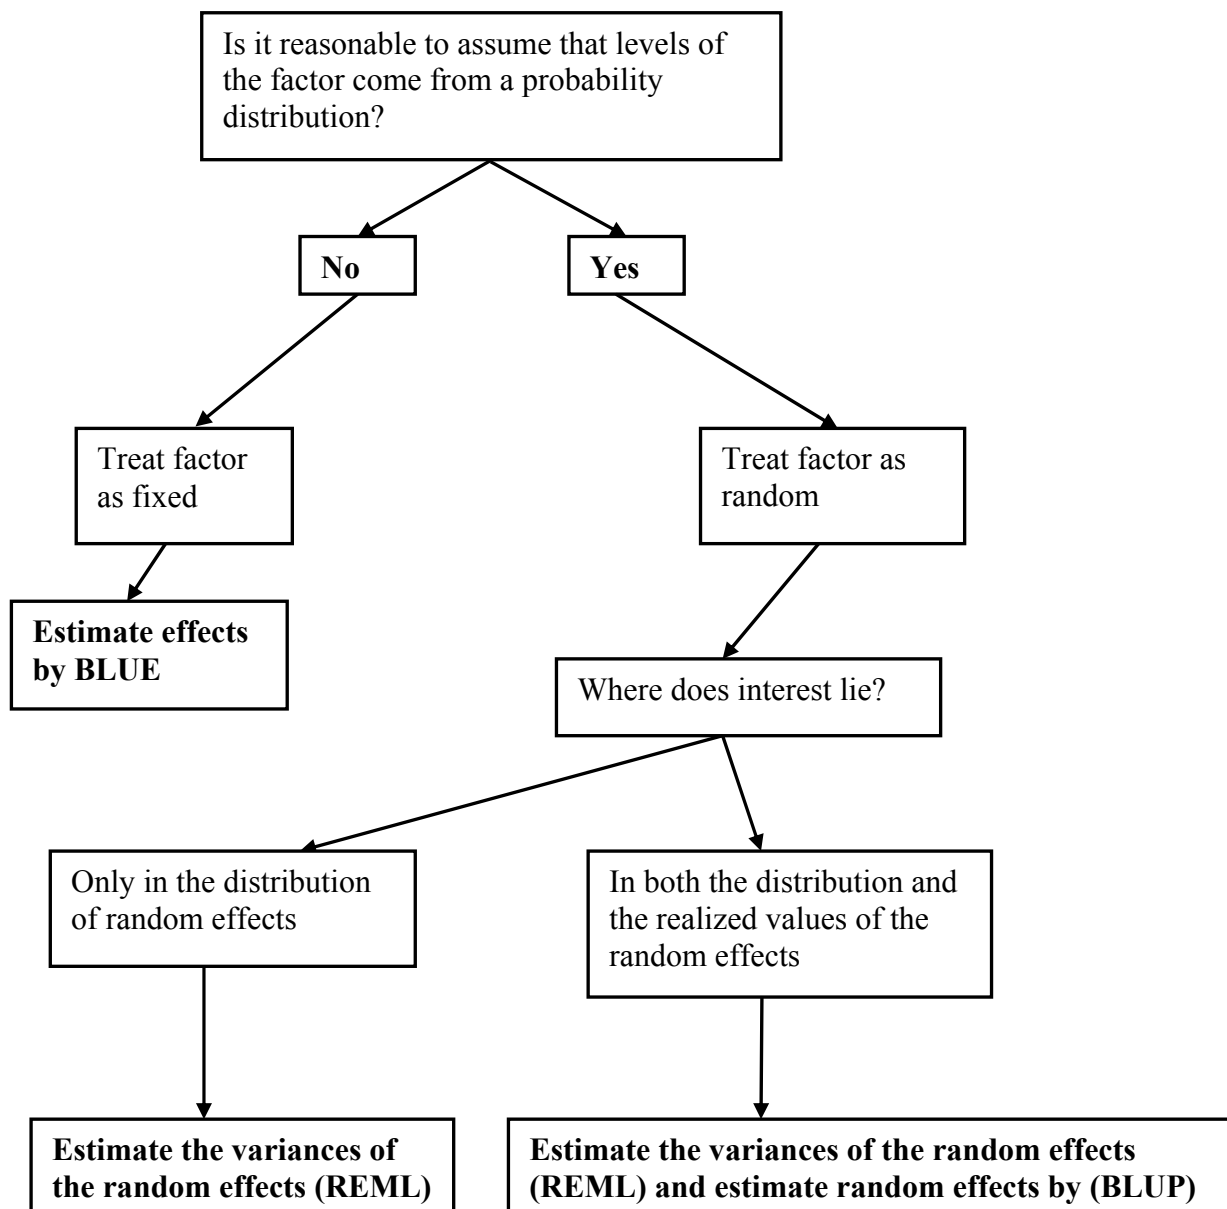 Is it reasonable to assume that levels of
the factor come from a probability
distribution?
No
Yes
Treat factor
as fixed
Treat factor as
random
Estimate effects
by BLUE
Where does interest lie?
Only in the distribution
of random effects
In both the distribution and
the realized values of the
random effects
Estimate the variances of
the random effects (REML)
Estimate the variances of the random effects
(REML) and estimate random effects by (BLUP)